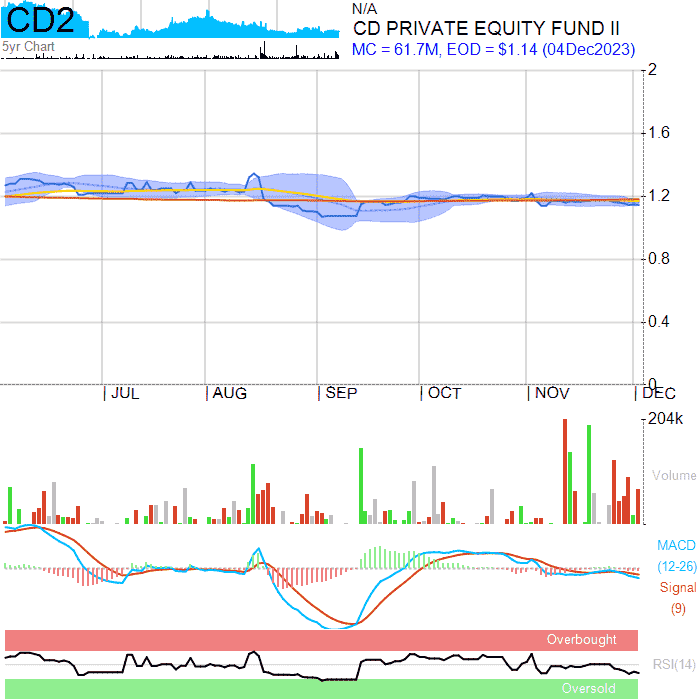 CD2
5yr Chart
N/A
CD PRIVATE EQUITY FUND II
MC = 61.7M, EOD = $1.14 (04Dec2023)
2
1.6
1.2
0.8
0.4
0
JUL AUG SEP OCT NOV DEC
204k
Volume
MACD
(12-26)
Signal
(9)
Overbought
RSI(14)
Oversold